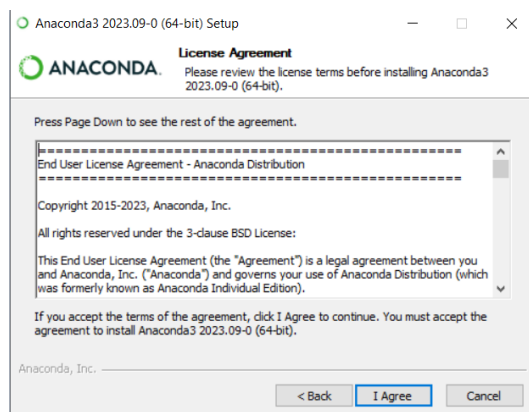 Anaconda3 2023.09-0 (64-bit) Setup
License Agreement
ANACONDA.
Please review the license terms before installing Anaconda3
2023.09-0 (64-bit).
Press Page Down to see the rest of the agreement.
==================================================
End User License Agreement - Anaconda Distribution
==================================================
Copyright 2015-2023, Anaconda, Inc.
All rights reserved under the 3-clause BSD License:
This End User License Agreement (the "Agreement") is a legal agreement between you
and Anaconda, Inc. ("Anaconda") and governs your use of Anaconda Distribution (which
was formerly known as Anaconda Individual Edition).
If you accept the terms of the agreement, click I Agree to continue. You must accept the
agreement to install Anaconda3 2023.09-0 (64-bit).
Anaconda, Inc.
< Back I Agree Cancel